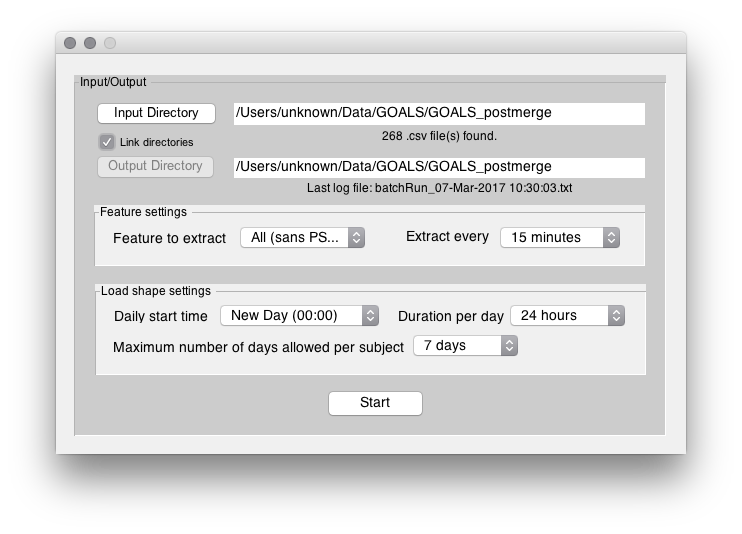 Input/Output
Input Directory /Users/unknown/Data/GOALS/GOALS_postmerge
268 .csv file(s) found.
Link directories
Output Directory /Users/unknown/Data/GOALS/GOALS_postmerge
Last log file: batchRun_07-Mar-2017 10:30:03.txt
Feature settings
Feature to extract All (sans PS... Extract every 15 minutes
Load shape settings
Daily start time New Day (00:00) Duration per day 24 hours
Maximum number of days allowed per subject 7 days
Start